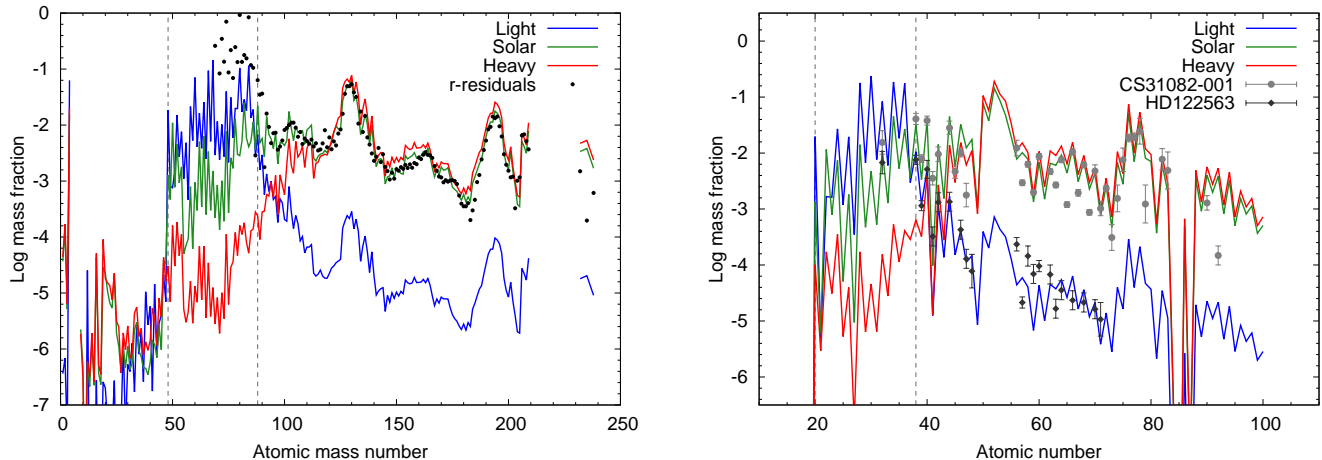 0
-1
-2
-3
-4
-5
-6
-7
Log mass fraction
0 50 100 150 200 250
Atomic mass number
Light
Solar
Heavy
r-residuals
0
-1
-2
-3
-4
-5
-6
Log mass fraction
20 40 60 80 100
Atomic number
Light
Solar
Heavy
CS31082-001
HD122563